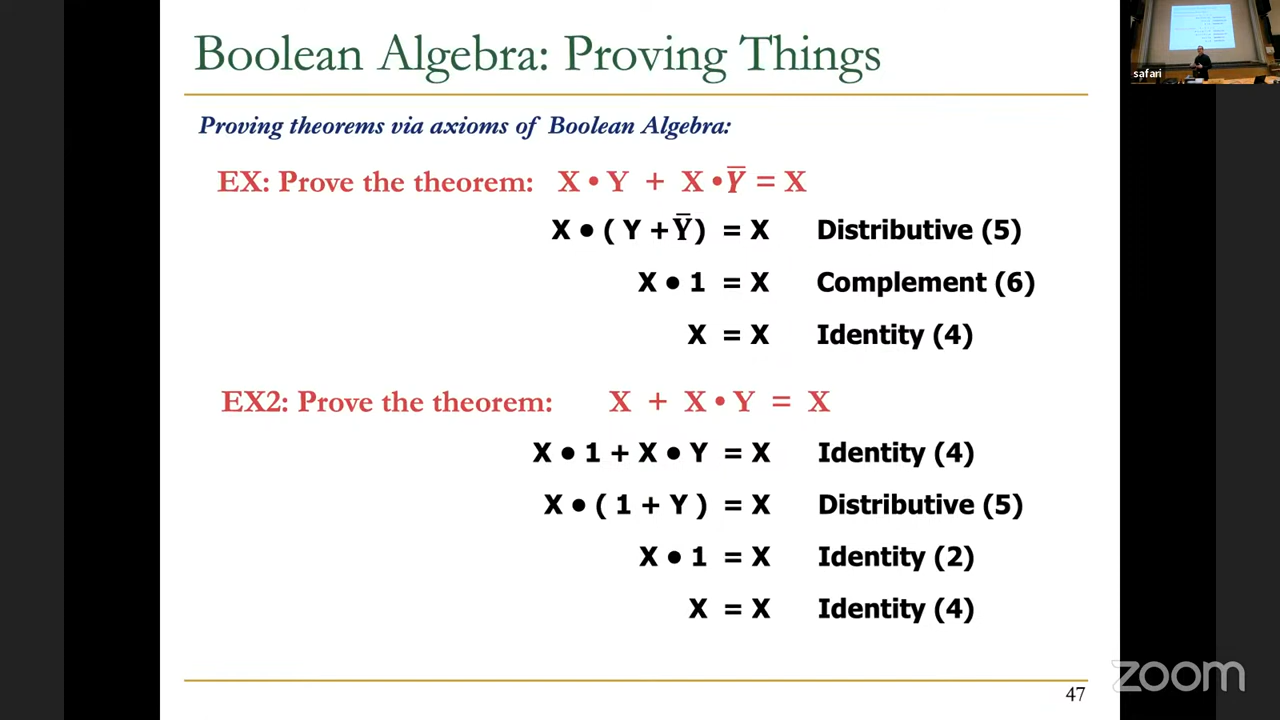 Boolean Algebra: Proving Things
safari
Proving theorems via axioms of Boolean Algebra:
EX: Prove the theorem: X • Y + X • Y̅ = X
X ● ( Y + Y̅ ) = X Distributive (5)
X ● 1 = X Complement (6)
X = X Identity (4)
EX2: Prove the theorem: X + X • Y = X
X ● 1 + X ● Y = X Identity (4)
X ● ( 1 + Y ) = X Distributive (5)
X ● 1 = X Identity (2)
X = X Identity (4)
47
zoom